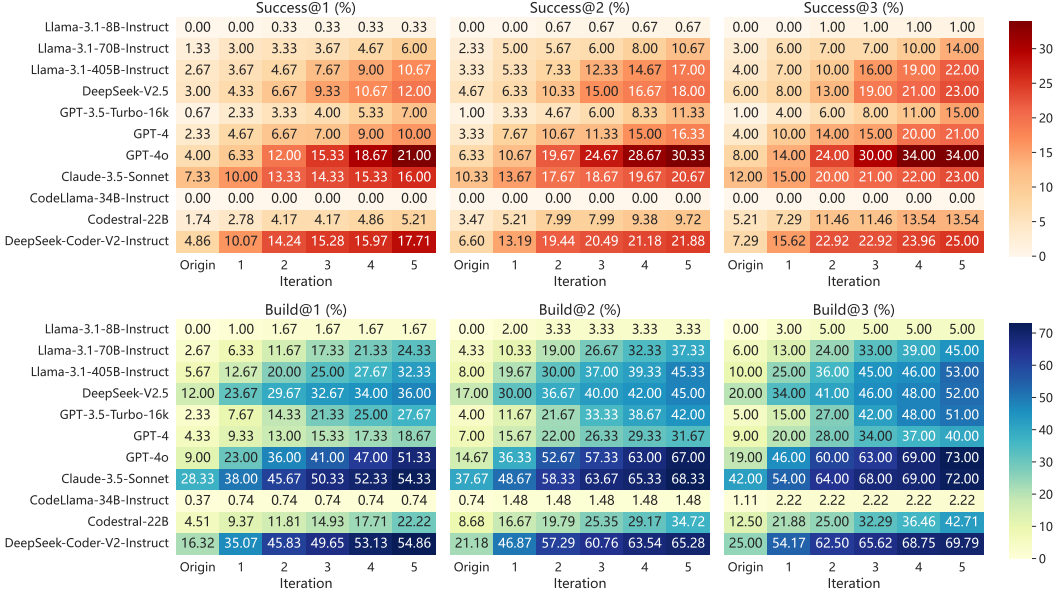 Success@1 (%) Success@2 (%) Success@3 (%)
Llama-3.1-8B-Instruct 0.00 0.00 0.33 0.33 0.33 0.33 0.00 0.00 0.67 0.67 0.67 0.67 0.00 0.00 1.00 1.00 1.00 1.00
Llama-3.1-70B-Instruct 1.33 3.00 3.33 3.67 4.67 6.00 2.33 5.00 5.67 6.00 8.00 10.67 3.00 6.00 7.00 7.00 10.00 14.00 30
Llama-3.1-405B-Instruct 2.67 3.67 4.67 7.67 9.00 10.67 3.33 5.33 7.33 12.33 14.67 17.00 4.00 7.00 10.00 16.00 19.00 22.00
DeepSeek-V2.5 3.00 4.33 6.67 9.33 10.67 12.00 4.67 6.33 10.33 15.00 16.67 18.00 6.00 8.00 13.00 19.00 21.00 23.00 25
GPT-3.5-Turbo-16k 0.67 2.33 3.33 4.00 5.33 7.00 1.00 3.33 4.67 6.00 8.33 11.33 1.00 4.00 6.00 8.00 11.00 15.00 20
GPT-4 2.33 4.67 6.67 7.00 9.00 10.00 3.33 7.67 10.67 11.33 15.00 16.33 4.00 10.00 14.00 15.00 20.00 21.00
GPT-4o 4.00 6.33 12.00 15.33 18.67 21.00 6.33 10.67 19.67 24.67 28.67 30.33 8.00 14.00 24.00 30.00 34.00 34.00 15
Claude-3.5-Sonnet 7.33 10.00 13.33 14.33 15.33 16.00 10.33 13.67 17.67 18.67 19.67 20.67 12.00 15.00 20.00 21.00 22.00 23.00 10
CodeLlama-34B-Instruct 0.00 0.00 0.00 0.00 0.00 0.00 0.00 0.00 0.00 0.00 0.00 0.00 0.00 0.00 0.00 0.00 0.00 0.00
Codestral-22B 1.74 2.78 4.17 4.17 4.86 5.21 3.47 5.21 7.99 7.99 9.38 9.72 5.21 7.29 11.46 11.46 13.54 13.54 5
DeepSeek-Coder-V2-Instruct 4.86 10.07 14.24 15.28 15.97 17.71 6.60 13.19 19.44 20.49 21.18 21.88 7.29 15.62 22.92 22.92 23.96 25.00 0
Origin 1 2 3 4 5 Origin 1 2 3 4 5 Origin 1 2 3 4 5
Iteration Iteration Iteration
Build@1 (%) Build@2 (%) Build@3 (%)
Llama-3.1-8B-Instruct 0.00 1.00 1.67 1.67 1.67 1.67 0.00 2.00 3.33 3.33 3.33 3.33 0.00 3.00 5.00 5.00 5.00 5.00 70
Llama-3.1-70B-Instruct 2.67 6.33 11.67 17.33 21.33 24.33 4.33 10.33 19.00 26.67 32.33 37.33 6.00 13.00 24.00 33.00 39.00 45.00
Llama-3.1-405B-Instruct 5.67 12.67 20.00 25.00 27.67 32.33 8.00 19.67 30.00 37.00 39.33 45.33 10.00 25.00 36.00 45.00 46.00 53.00 60
DeepSeek-V2.5 12.00 23.67 29.67 32.67 34.00 36.00 17.00 30.00 36.67 40.00 42.00 45.00 20.00 34.00 41.00 46.00 48.00 52.00 50
GPT-3.5-Turbo-16k 2.33 7.67 14.33 21.33 25.00 27.67 4.00 11.67 21.67 33.33 38.67 42.00 5.00 15.00 27.00 42.00 48.00 51.00
GPT-4 4.33 9.33 13.00 15.33 17.33 18.67 7.00 15.67 22.00 26.33 29.33 31.67 9.00 20.00 28.00 34.00 37.00 40.00 40
GPT-4o 9.00 23.00 36.00 41.00 47.00 51.33 14.67 36.33 52.67 57.33 63.00 67.00 19.00 46.00 60.00 63.00 69.00 73.00 30
Claude-3.5-Sonnet 28.33 38.00 45.67 50.33 52.33 54.33 37.67 48.67 58.33 63.67 65.33 68.33 42.00 54.00 64.00 68.00 69.00 72.00 20
CodeLlama-34B-Instruct 0.37 0.74 0.74 0.74 0.74 0.74 0.74 1.48 1.48 1.48 1.48 1.48 1.11 2.22 2.22 2.22 2.22 2.22
Codestral-22B 4.51 9.37 11.81 14.93 17.71 22.22 8.68 16.67 19.79 25.35 29.17 34.72 12.50 21.88 25.00 32.29 36.46 42.71 10
DeepSeek-Coder-V2-Instruct 16.32 35.07 45.83 49.65 53.13 54.86 21.18 46.87 57.29 60.76 63.54 65.28 25.00 54.17 62.50 65.62 68.75 69.79 0
Origin 1 2 3 4 5 Origin 1 2 3 4 5 Origin 1 2 3 4 5
Iteration Iteration Iteration